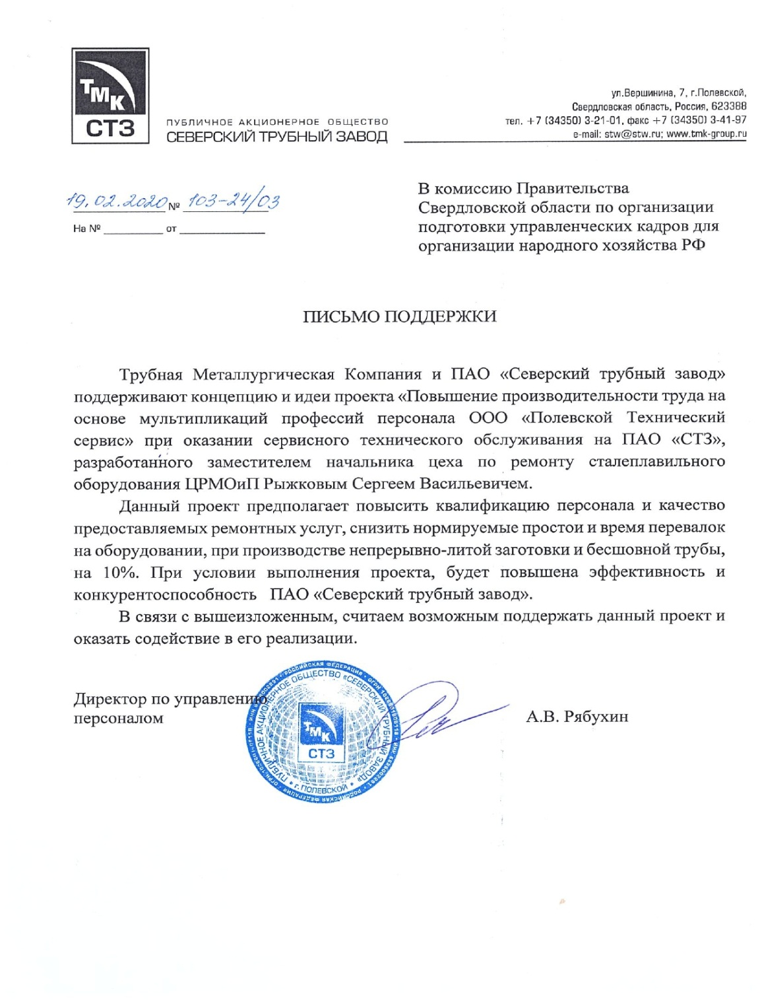 ТМК
СТЗ
ПУБЛИЧНОЕ АКЦИОНЕРНОЕ ОБЩЕСТВО
СЕВЕРСКИЙ ТРУБНЫЙ ЗАВОД
ул.Вершинина, 7, г.Полевской,
Свердловская область, Россия, 623388
тел. +7 (34350) 3-21-01, факс +7 (34350) 3-41-97
e-mail: stw@stw.ru; www.tmk-group.ru
19.02.2020 № 103-24/03
На № __________ от ______________
В комиссию Правительства
Свердловской области по организации
подготовки управленческих кадров для
организации народного хозяйства РФ
ПИСЬМО ПОДДЕРЖКИ
Трубная Металлургическая Компания и ПАО «Северский трубный завод»
поддерживают концепцию и идеи проекта «Повышение производительности труда на
основе мультипликаций профессий персонала ООО «Полевской Технический
сервис» при оказании сервисного технического обслуживания на ПАО «СТЗ»,
разработанного заместителем начальника цеха по ремонту сталеплавильного
оборудования ЦРМОиП Рыжковым Сергеем Васильевичем.
Данный проект предполагает повысить квалификацию персонала и качество
предоставляемых ремонтных услуг, снизить нормируемые простои и время перевалок
на оборудовании, при производстве непрерывно-литой заготовки и бесшовной трубы,
на 10%. При условии выполнения проекта, будет повышена эффективность и
конкурентоспособность ПАО «Северский трубный завод».
В связи с вышеизложенным, считаем возможным поддержать данный проект и
оказать содействие в его реализации.
Директор по управлению
персоналом
А.В. Рябухин
РОССИЙСКАЯ ФЕДЕРАЦИЯ
ПУБЛИЧНОЕ АКЦИОНЕРНОЕ ОБЩЕСТВО «СЕВЕРСКИЙ ТРУБНЫЙ ЗАВОД»
* г. ПОЛЕВСКОЙ *
ТМК
СТЗ